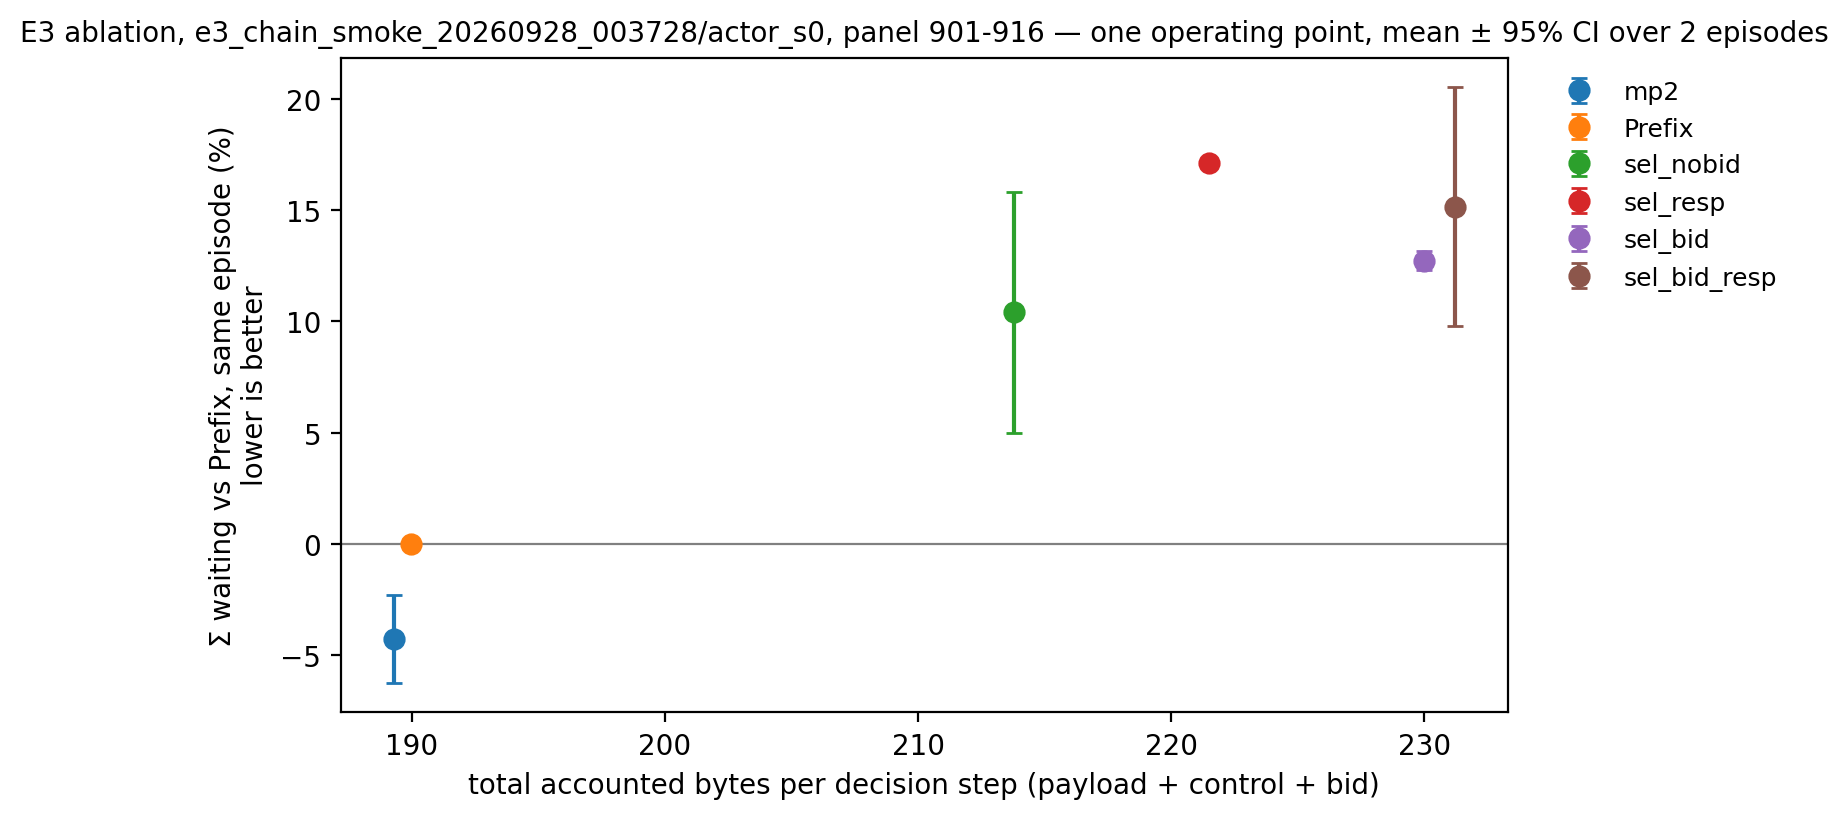 E3 ablation, e3_chain_smoke_20260928_003728/actor_s0, panel 901-916 — one operating point, mean ± 95% CI over 2 episodes
Σ waiting vs Prefix, same episode (%)
lower is better
20
15
10
5
0
−5
190
200
210
220
230
total accounted bytes per decision step (payload + control + bid)
mp2
Prefix
sel_nobid
sel_resp
sel_bid
sel_bid_resp